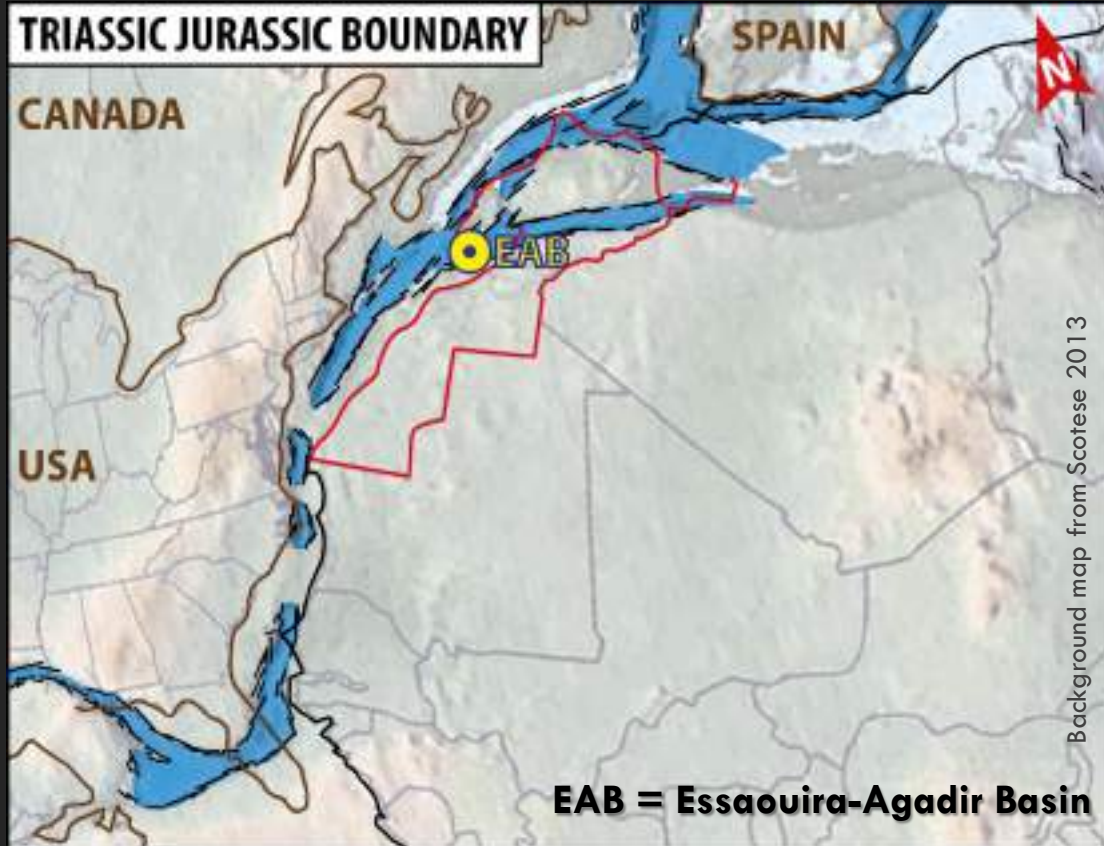 TRIASSIC JURASSIC BOUNDARY
SPAIN
N
CANADA
EAB
USA
Background map from Scotese 2013
EAB = Essaouira-Agadir Basin